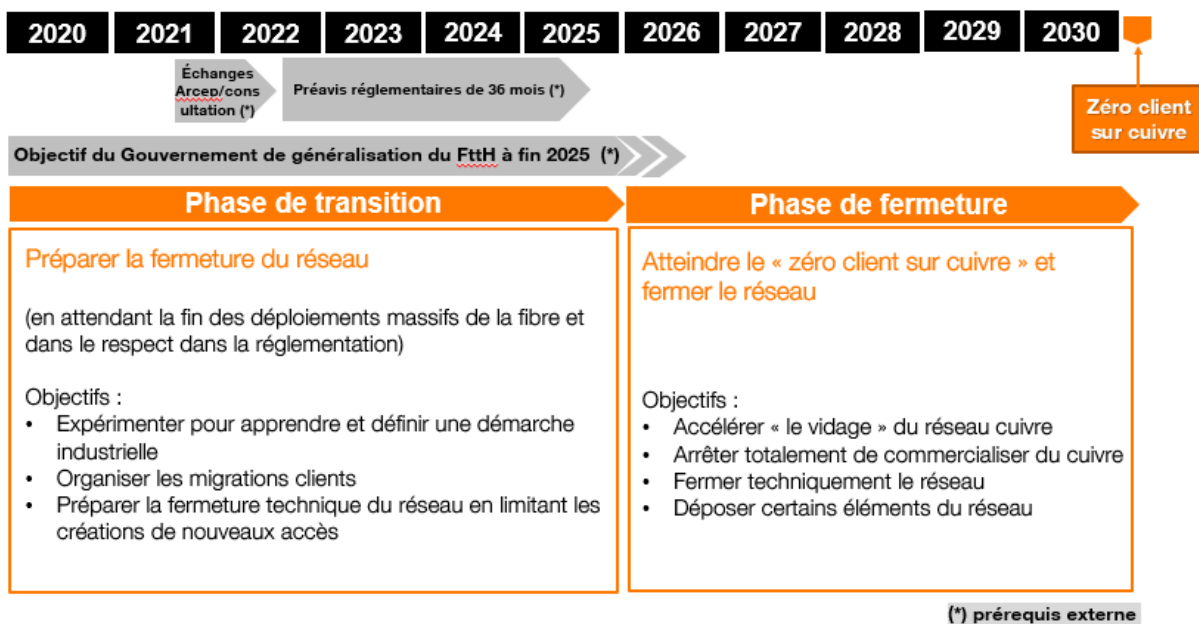 2020 2021 2022 2023 2024 2025 2026 2027 2028 2029 2030
Échanges
Arcep/cons
ultation (*)
Préavis réglementaires de 36 mois (*)
Zéro client
sur cuivre
Objectif du Gouvernement de généralisation du FttH à fin 2025 (*)
Phase de transition
Préparer la fermeture du réseau
(en attendant la fin des déploiements massifs de la fibre et
dans le respect dans la réglementation)
Objectifs :
• Expérimenter pour apprendre et définir une démarche
industrielle
• Organiser les migrations clients
• Préparer la fermeture technique du réseau en limitant les
créations de nouveaux accès
Phase de fermeture
Atteindre le « zéro client sur cuivre » et
fermer le réseau
Objectifs :
• Accélérer « le vidage » du réseau cuivre
• Arrêter totalement de commercialiser du cuivre
• Fermer techniquement le réseau
• Déposer certains éléments du réseau
(*) prérequis externe